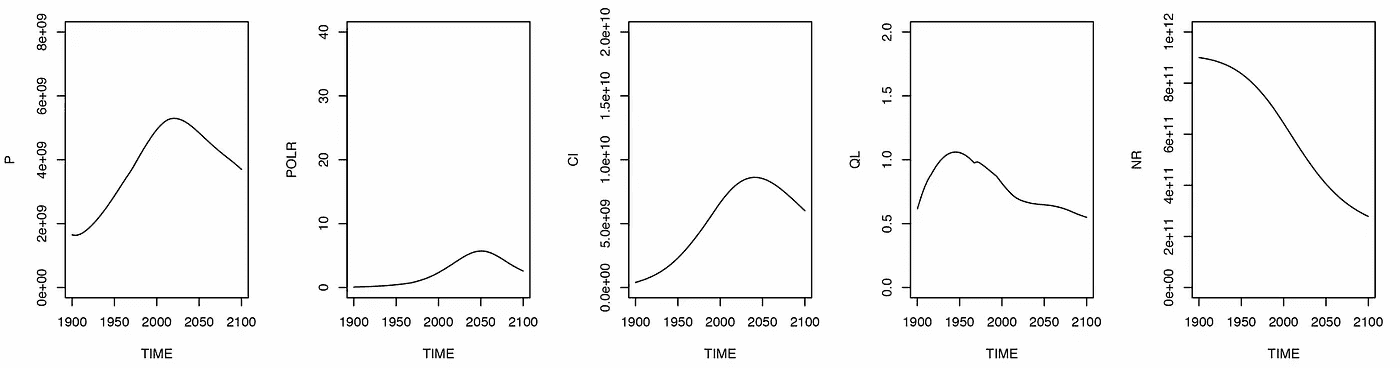 P
8e+09
6e+09
4e+09
2e+09
0e+00
1900 1950 2000 2050 2100
TIME
POLR
40
30
20
10
0
1900 1950 2000 2050 2100
TIME
CI
2.0e+10
1.5e+10
1.0e+10
5.0e+09
0.0e+00
1900 1950 2000 2050 2100
TIME
QL
2.0
1.5
1.0
0.5
0.0
1900 1950 2000 2050 2100
TIME
NR
1e+12
8e+11
6e+11
4e+11
2e+11
0e+00
1900 1950 2000 2050 2100
TIME